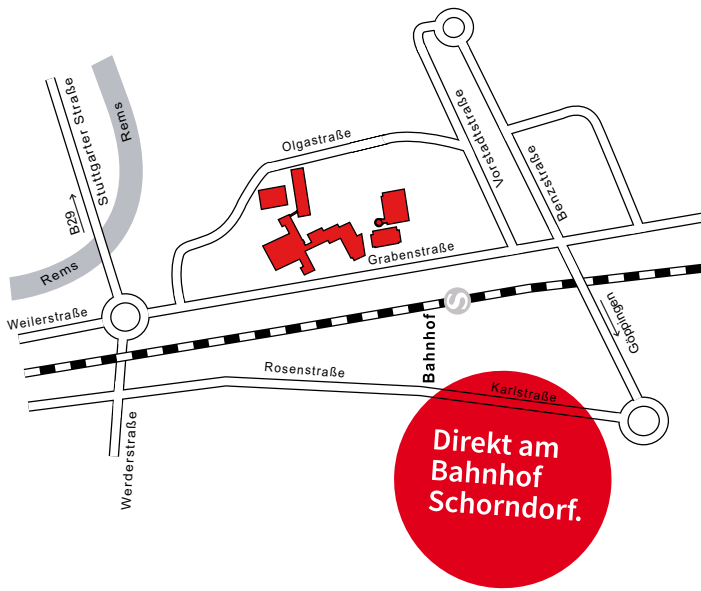 Rems
Stuttgarter Straße
B29
Rems
Weilerstraße
Olgastraße
Vorstadtstraße
Benzstraße
Grabenstraße
S
Bahnhof
Göppingen
Rosenstraße
Karlstraße
Werderstraße
Direkt am
Bahnhof
Schorndorf.